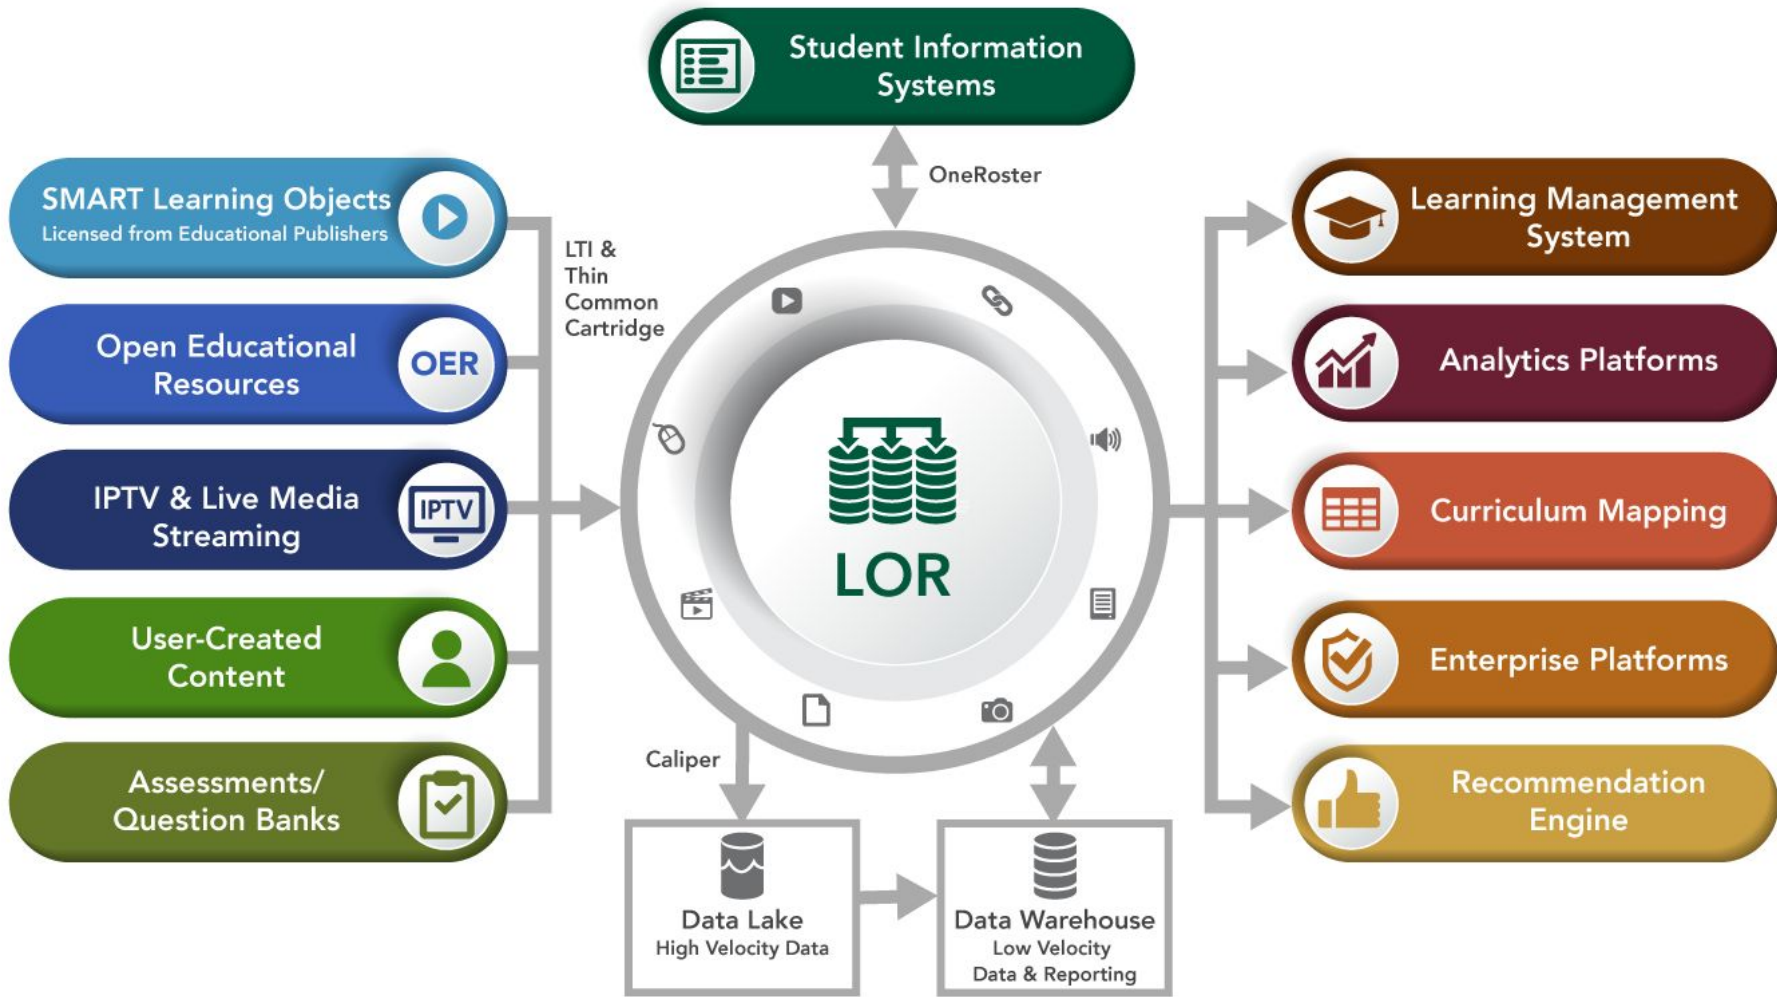 Student Information
Systems
OneRoster
SMART Learning Objects
Licensed from Educational Publishers
Open Educational
Resources
OER
IPTV & Live Media
Streaming
IPTV
User-Created
Content
Assessments/
Question Banks
LTI &
Thin
Common
Cartridge
LOR
Caliper
Data Lake
High Velocity Data
Data Warehouse
Low Velocity
Data & Reporting
Learning Management
System
Analytics Platforms
Curriculum Mapping
Enterprise Platforms
Recommendation
Engine